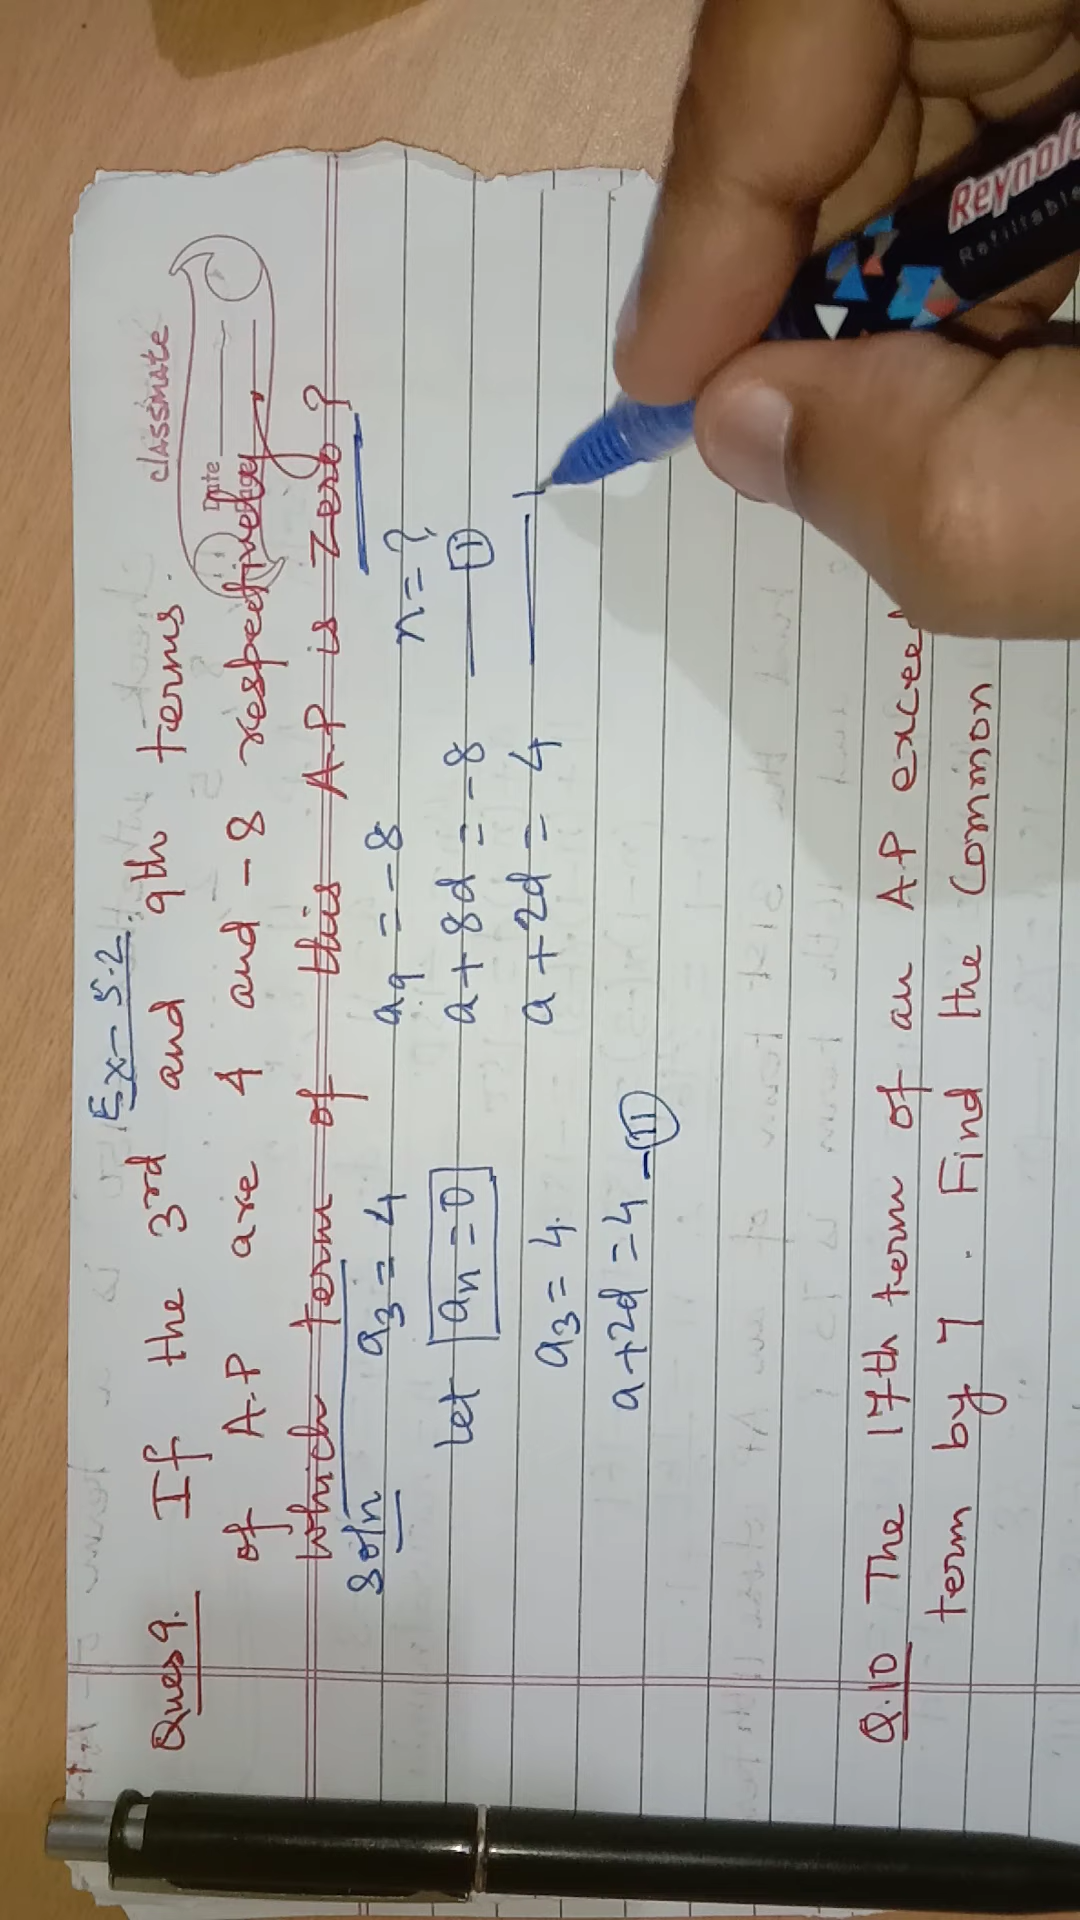 Ex-5.2
classmate
Date
Ques 9. If the 3rd and 9th terms
of A.P are 4 and -8 respectively
which term of this A.P is zero?
Soln a₃ = 4 a₉ = -8 n = ?
Let aₙ = 0 a + 8d = -8 — (I)
a₃ = 4. a + 2d = 4 —
a + 2d = 4 - (II)
Q.10 The 17th term of an A.P
term by 7. Find the common
Reynol
Refillable